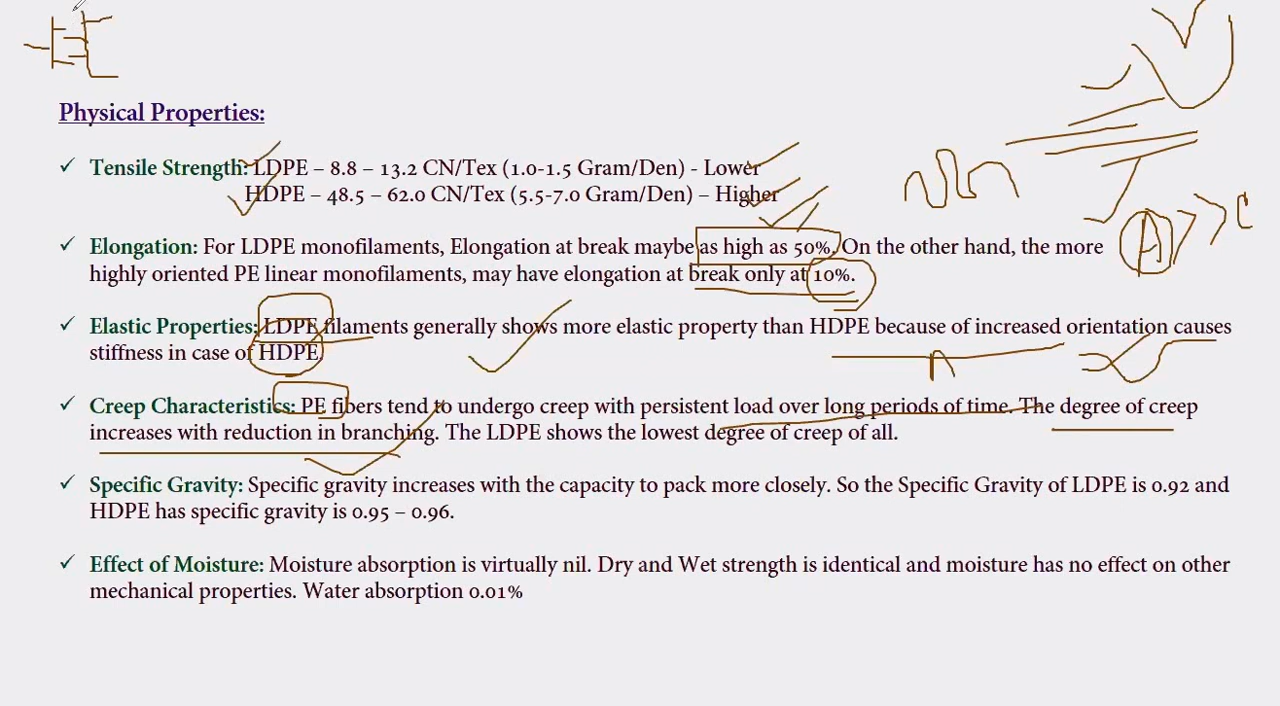 Physical Properties:
✓ Tensile Strength: LDPE – 8.8 – 13.2 CN/Tex (1.0-1.5 Gram/Den) - Lower
HDPE – 48.5 – 62.0 CN/Tex (5.5-7.0 Gram/Den) – Higher
✓ Elongation: For LDPE monofilaments, Elongation at break maybe as high as 50%. On the other hand, the more
highly oriented PE linear monofilaments, may have elongation at break only at 10%.
A >> C
✓ Elastic Properties: LDPE filaments generally shows more elastic property than HDPE because of increased orientation causes
stiffness in case of HDPE.
✓ Creep Characteristics: PE fibers tend to undergo creep with persistent load over long periods of time. The degree of creep
increases with reduction in branching. The LDPE shows the lowest degree of creep of all.
✓ Specific Gravity: Specific gravity increases with the capacity to pack more closely. So the Specific Gravity of LDPE is 0.92 and
HDPE has specific gravity is 0.95 – 0.96.
✓ Effect of Moisture: Moisture absorption is virtually nil. Dry and Wet strength is identical and moisture has no effect on other
mechanical properties. Water absorption 0.01%